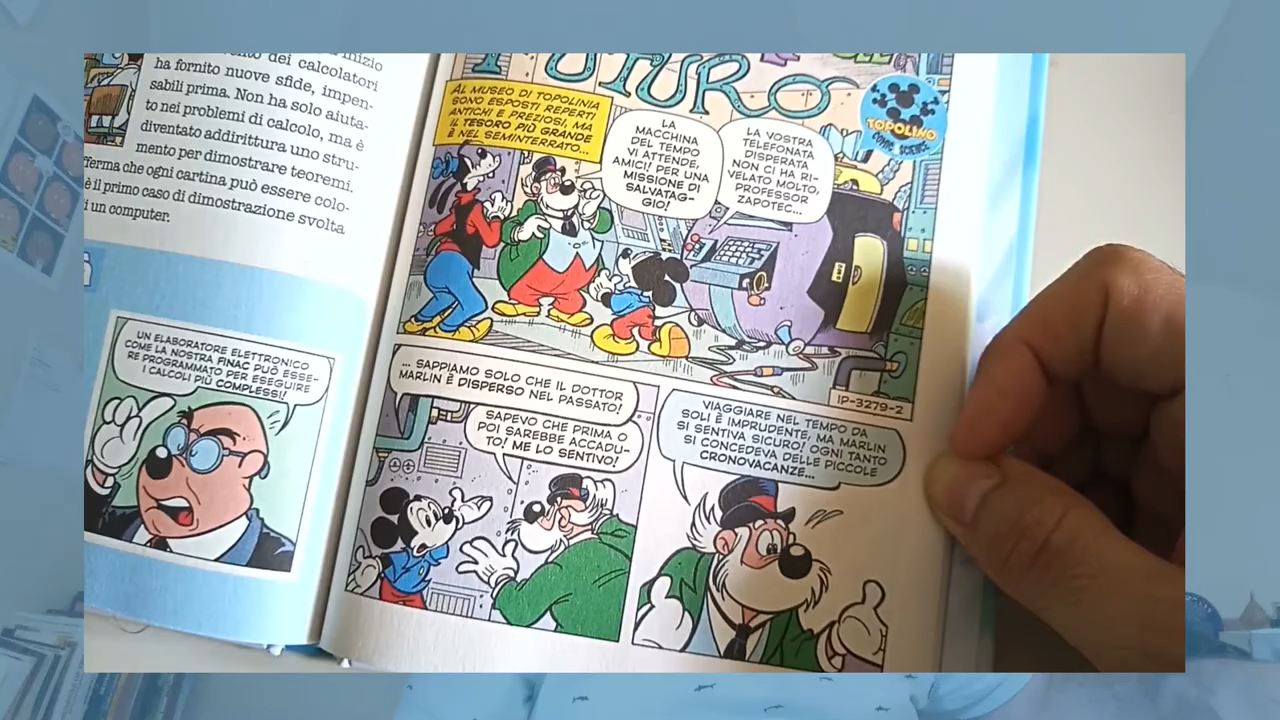 dei calcolatori
ha fornito nuove sfide, impen-
sabili prima. Non ha solo aiuta-
to nei problemi di calcolo, ma è
diventato addirittura uno stru-
mento per dimostrare teoremi.
ferma che ogni cartina può essere colo-
è il primo caso di dimostrazione svolta
un computer.
UN ELABORATORE ELETTRONICO
COME LA NOSTRA FINAC PUÒ ESSE-
RE PROGRAMMATO PER ESEGUIRE
I CALCOLI PIÙ COMPLESSI!
FUTURO
TOPOLINO
COMIC SCIENCE
AL MUSEO DI TOPOLINIA
SONO ESPOSTI REPERTI
ANTICHI E PREZIOSI, MA
IL TESORO PIÙ GRANDE
È NEL SEMINTERRATO...
LA
MACCHINA
DEL TEMPO
VI ATTENDE,
AMICI! PER UNA
MISSIONE DI
SALVATAG-
GIO!
LA VOSTRA
TELEFONATA
DISPERATA
NON CI HA RI-
VELATO MOLTO,
PROFESSOR
ZAPOTEC...
IP-3279-2
... SAPPIAMO SOLO CHE IL DOTTOR
MARLIN È DISPERSO NEL PASSATO!
SAPEVO CHE PRIMA O
POI SAREBBE ACCADU-
TO! ME LO SENTIVO!
VIAGGIARE NEL TEMPO DA
SOLI È IMPRUDENTE, MA MARLIN
SI SENTIVA SICURO! OGNI TANTO
SI CONCEDEVA DELLE PICCOLE
CRONOVACANZE...